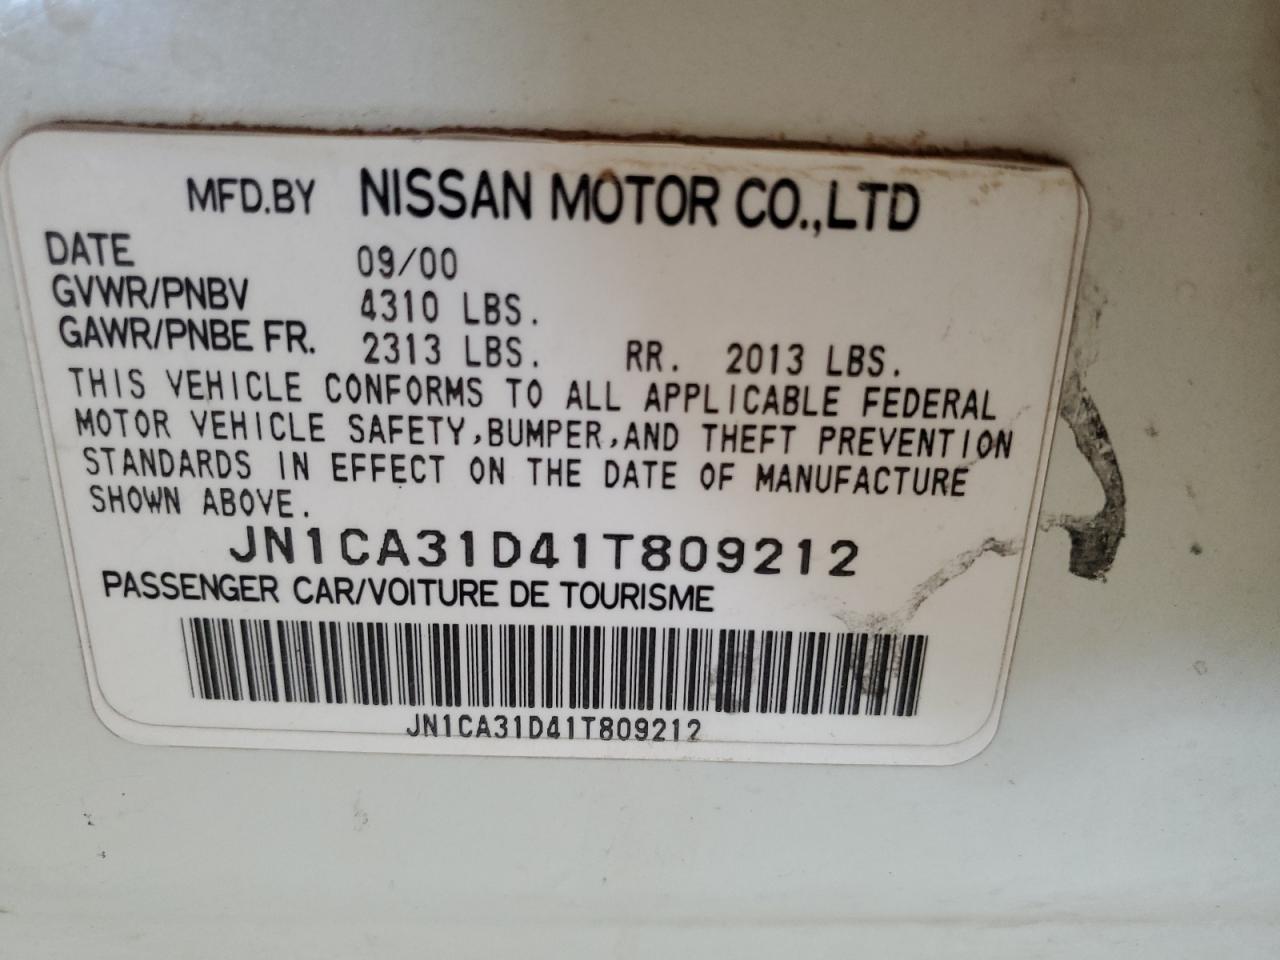 MFD.BY NISSAN MOTOR CO.,LTD
DATE 09/00
GVWR/PNBV 4310 LBS.
GAWR/PNBE FR. 2313 LBS. RR. 2013 LBS.
THIS VEHICLE CONFORMS TO ALL APPLICABLE FEDERAL
MOTOR VEHICLE SAFETY,BUMPER,AND THEFT PREVENTION
STANDARDS IN EFFECT ON THE DATE OF MANUFACTURE
SHOWN ABOVE.
JN1CA31D41T809212
PASSENGER CAR/VOITURE DE TOURISME
JN1CA31D41T809212